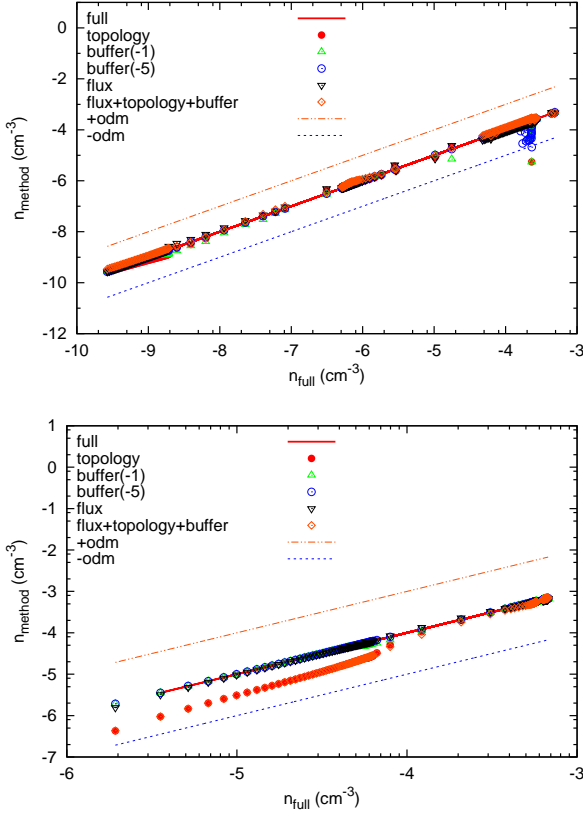 full
topology
buffer(-1)
buffer(-5)
flux
flux+topology+buffer
+odm
-odm
n_method (cm^-3)
0
-2
-4
-6
-8
-10
-12
-10 -9 -8 -7 -6 -5 -4 -3
n_full (cm^-3)
full
topology
buffer(-1)
buffer(-5)
flux
flux+topology+buffer
+odm
-odm
n_method (cm^-3)
1
0
-1
-2
-3
-4
-5
-6
-7
-6 -5 -4 -3
n_full (cm^-3)